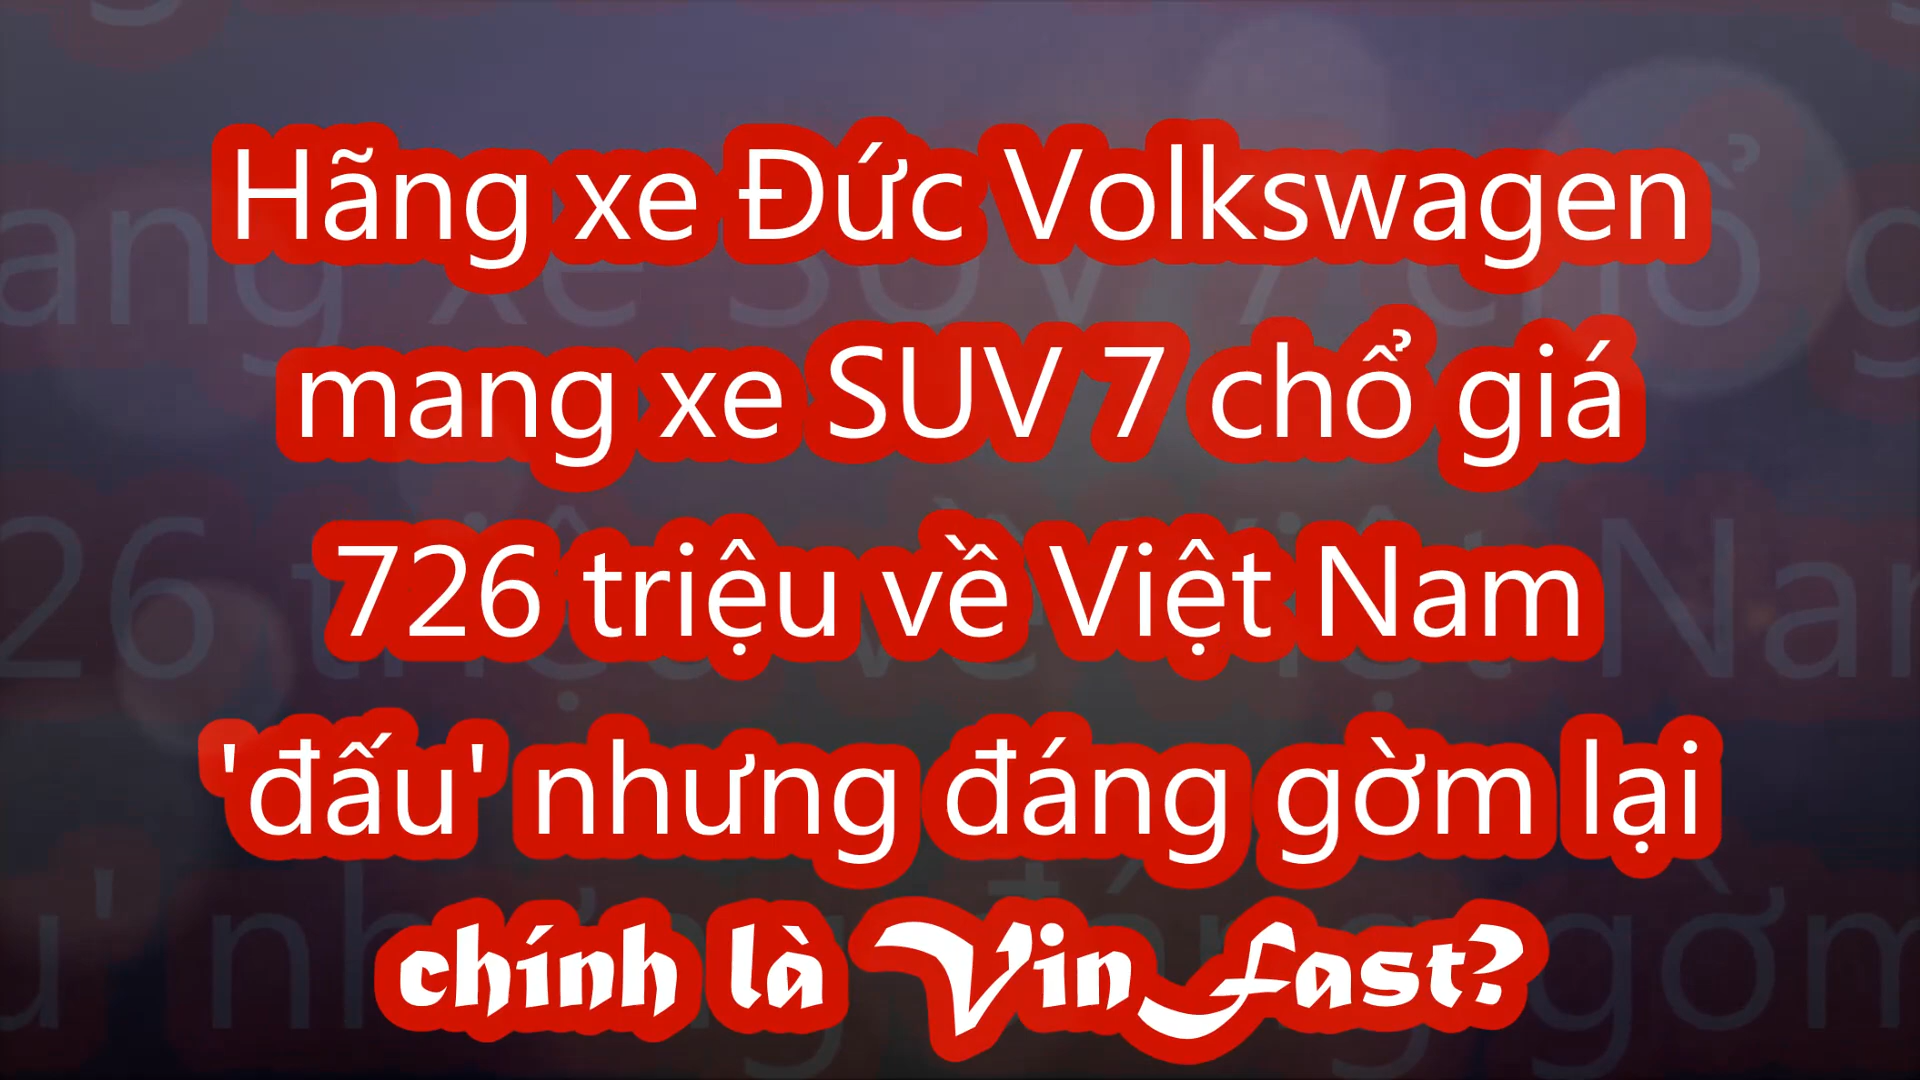 Hãng xe Đức Volkswagen
mang xe SUV 7 chổ giá
726 triệu về Việt Nam
'đấu' nhưng đáng gờm lại
chính là VinFast?